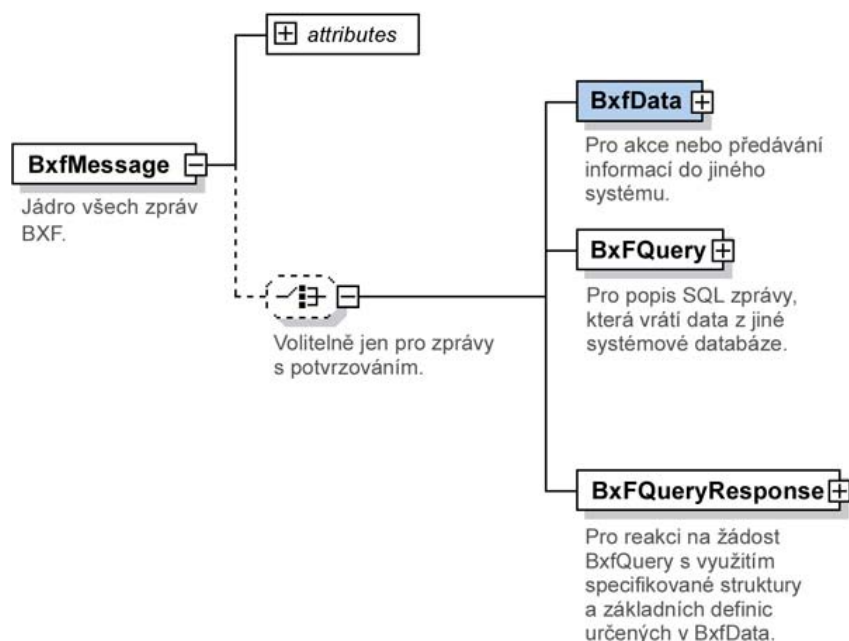 attributes
BxfData
Pro akce nebo předávání
informací do jiného
systému.
BxfMessage
Jádro všech zpráv
BXF.
BxFQuery
Pro popis SQL zprávy,
která vrátí data z jiné
systémové databáze.
Volitelně jen pro zprávy
s potvrzováním.
BxFQueryResponse
Pro reakci na žádost
BxfQuery s využitím
specifikované struktury
a základních definic
určených v BxfData.